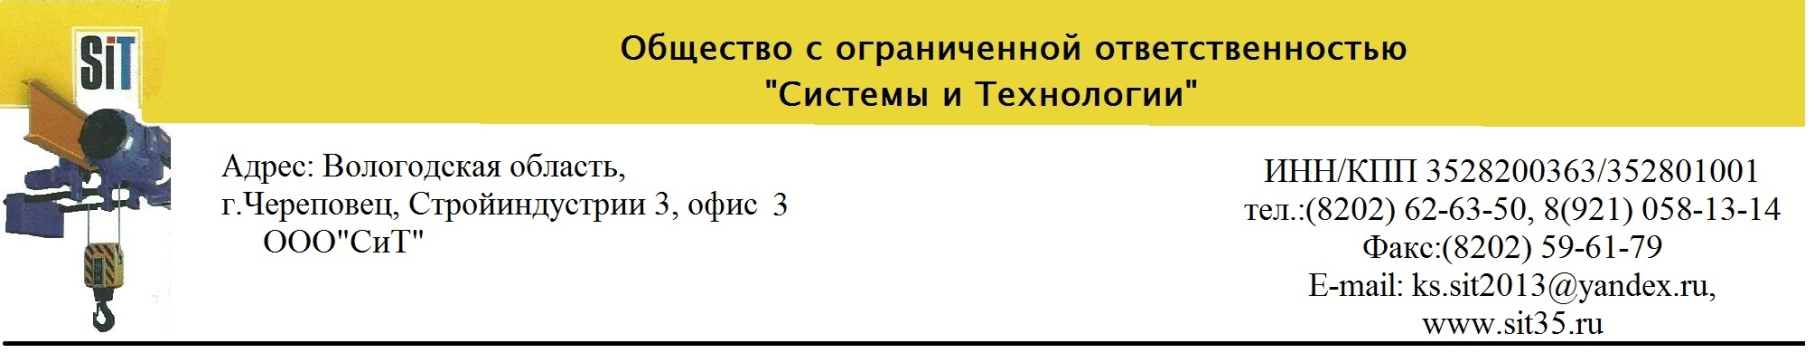 SiT
Общество с ограниченной ответственностью
"Системы и Технологии"
Адрес: Вологодская область,
г.Череповец, Стройиндустрии 3, офис 3
ООО"СиТ"
ИНН/КПП 3528200363/352801001
тел.:(8202) 62-63-50, 8(921) 058-13-14
Факс:(8202) 59-61-79
E-mail: ks.sit2013@yandex.ru,
www.sit35.ru